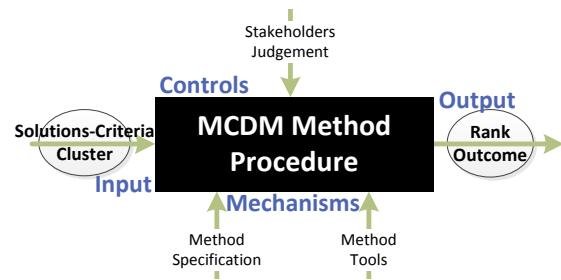 Stakeholders
Judgement
Controls
Output
Solutions-Criteria
Cluster
MCDM Method
Procedure
Rank
Outcome
Input
Mechanisms
Method
Specification
Method
Tools